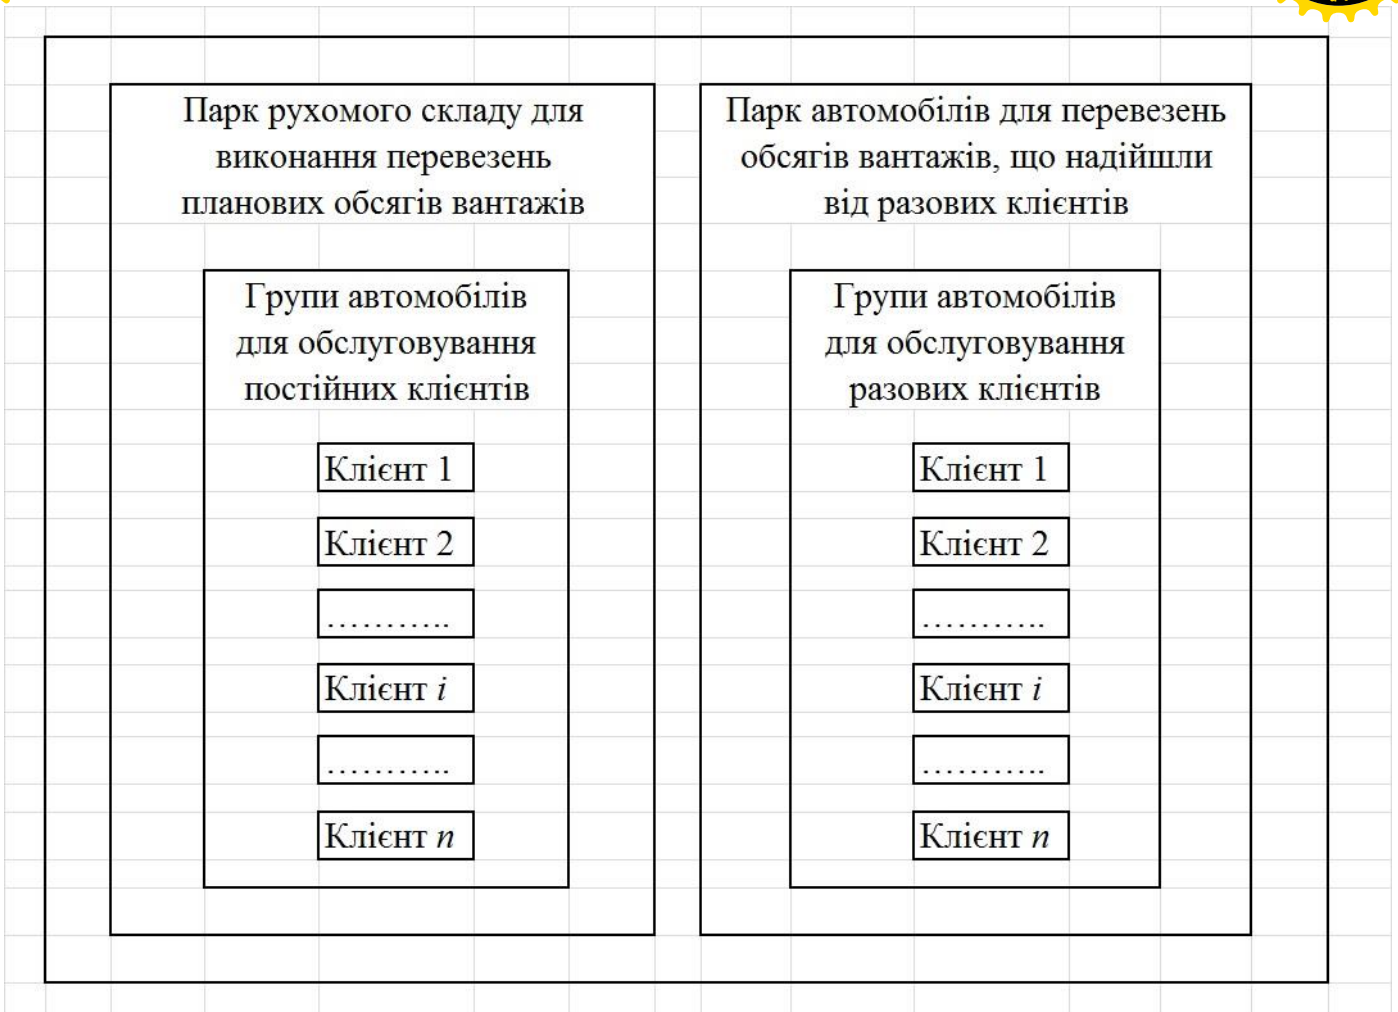 Парк рухомого складу для
виконання перевезень
планових обсягів вантажів
Групи автомобілів
для обслуговування
постійних клієнтів
Клієнт 1
Клієнт 2
………..
Клієнт i
………..
Клієнт n
Парк автомобілів для перевезень
обсягів вантажів, що надійшли
від разових клієнтів
Групи автомобілів
для обслуговування
разових клієнтів
Клієнт 1
Клієнт 2
………..
Клієнт i
………..
Клієнт n